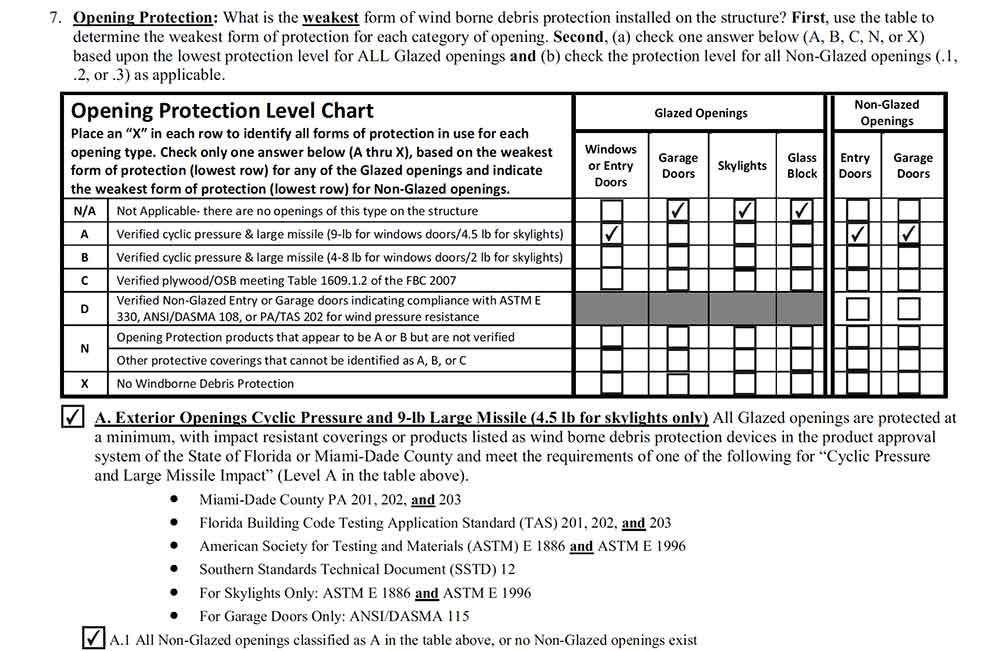 7. Opening Protection: What is the weakest form of wind borne debris protection installed on the structure? First, use the table to
determine the weakest form of protection for each category of opening. Second, (a) check one answer below (A, B, C, N, or X)
based upon the lowest protection level for ALL Glazed openings and (b) check the protection level for all Non-Glazed openings (.1,
.2, or .3) as applicable.
Opening Protection Level Chart
Place an “X” in each row to identify all forms of protection in use for each
opening type. Check only one answer below (A thru X), based on the weakest
form of protection (lowest row) for any of the Glazed openings and indicate
the weakest form of protection (lowest row) for Non-Glazed openings.
Glazed Openings
Non-Glazed
Openings
Windows
or Entry
Doors
Garage
Doors
Skylights
Glass
Block
Entry
Doors
Garage
Doors
N/A Not Applicable- there are no openings of this type on the structure ✓ ✓ ✓
A Verified cyclic pressure & large missile (9-lb for windows doors/4.5 lb for skylights) ✓ ✓ ✓
B Verified cyclic pressure & large missile (4-8 lb for windows doors/2 lb for skylights)
C Verified plywood/OSB meeting Table 1609.1.2 of the FBC 2007
D Verified Non-Glazed Entry or Garage doors indicating compliance with ASTM E
330, ANSI/DASMA 108, or PA/TAS 202 for wind pressure resistance
N Opening Protection products that appear to be A or B but are not verified
Other protective coverings that cannot be identified as A, B, or C
X No Windborne Debris Protection
✓ A. Exterior Openings Cyclic Pressure and 9-lb Large Missile (4.5 lb for skylights only) All Glazed openings are protected at
a minimum, with impact resistant coverings or products listed as wind borne debris protection devices in the product approval
system of the State of Florida or Miami-Dade County and meet the requirements of one of the following for “Cyclic Pressure
and Large Missile Impact” (Level A in the table above).
• Miami-Dade County PA 201, 202, and 203
• Florida Building Code Testing Application Standard (TAS) 201, 202, and 203
• American Society for Testing and Materials (ASTM) E 1886 and ASTM E 1996
• Southern Standards Technical Document (SSTD) 12
• For Skylights Only: ASTM E 1886 and ASTM E 1996
• For Garage Doors Only: ANSI/DASMA 115
✓ A.1 All Non-Glazed openings classified as A in the table above, or no Non-Glazed openings exist